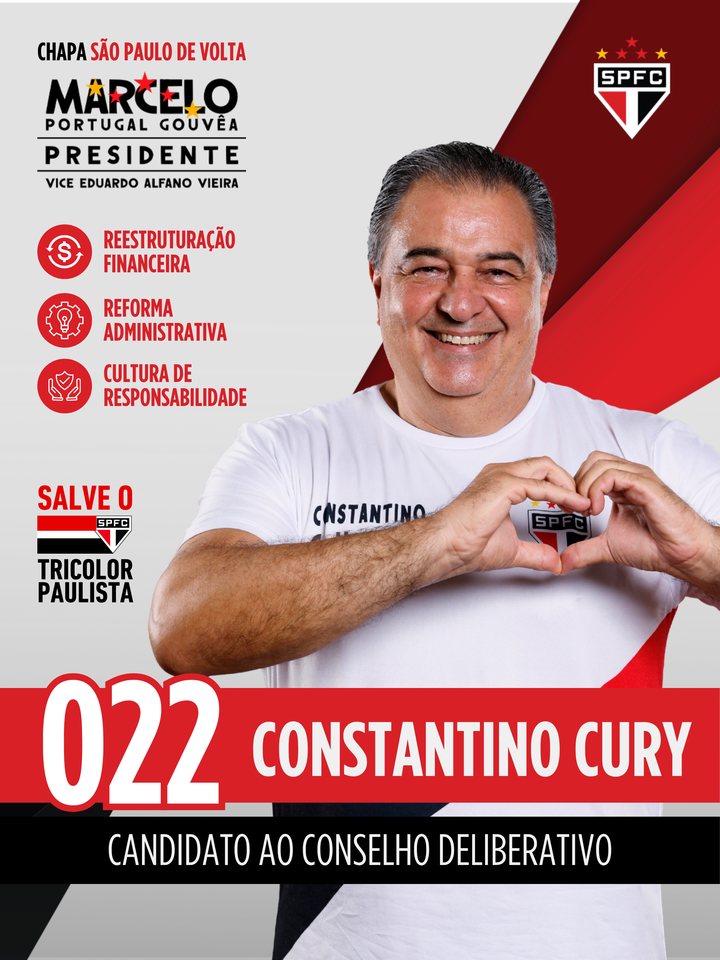 CHAPA SÃO PAULO DE VOLTA
MARCELO
PORTUGAL GOUVÊA
PRESIDENTE
VICE EDUARDO ALFANO VIEIRA
SPFC
REESTRUTURAÇÃO
FINANCEIRA
REFORMA
ADMINISTRATIVA
CULTURA DE
RESPONSABILIDADE
SALVE O
SPFC
TRICOLOR
PAULISTA
CONSTANTINO
SPFC
022 CONSTANTINO CURY
CANDIDATO AO CONSELHO DELIBERATIVO